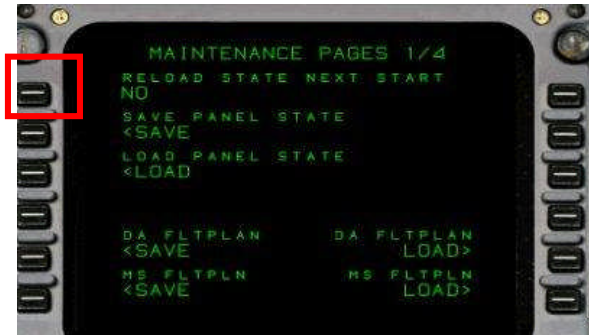 MAINTENANCE PAGES 1/4
RELOAD STATE NEXT START
NO
SAVE PANEL STATE
<SAVE
LOAD PANEL STATE
<LOAD
DA FLTPLAN DA FLTPLAN
<SAVE LOAD>
MS FLTPLN MS FLTPLN
<SAVE LOAD>